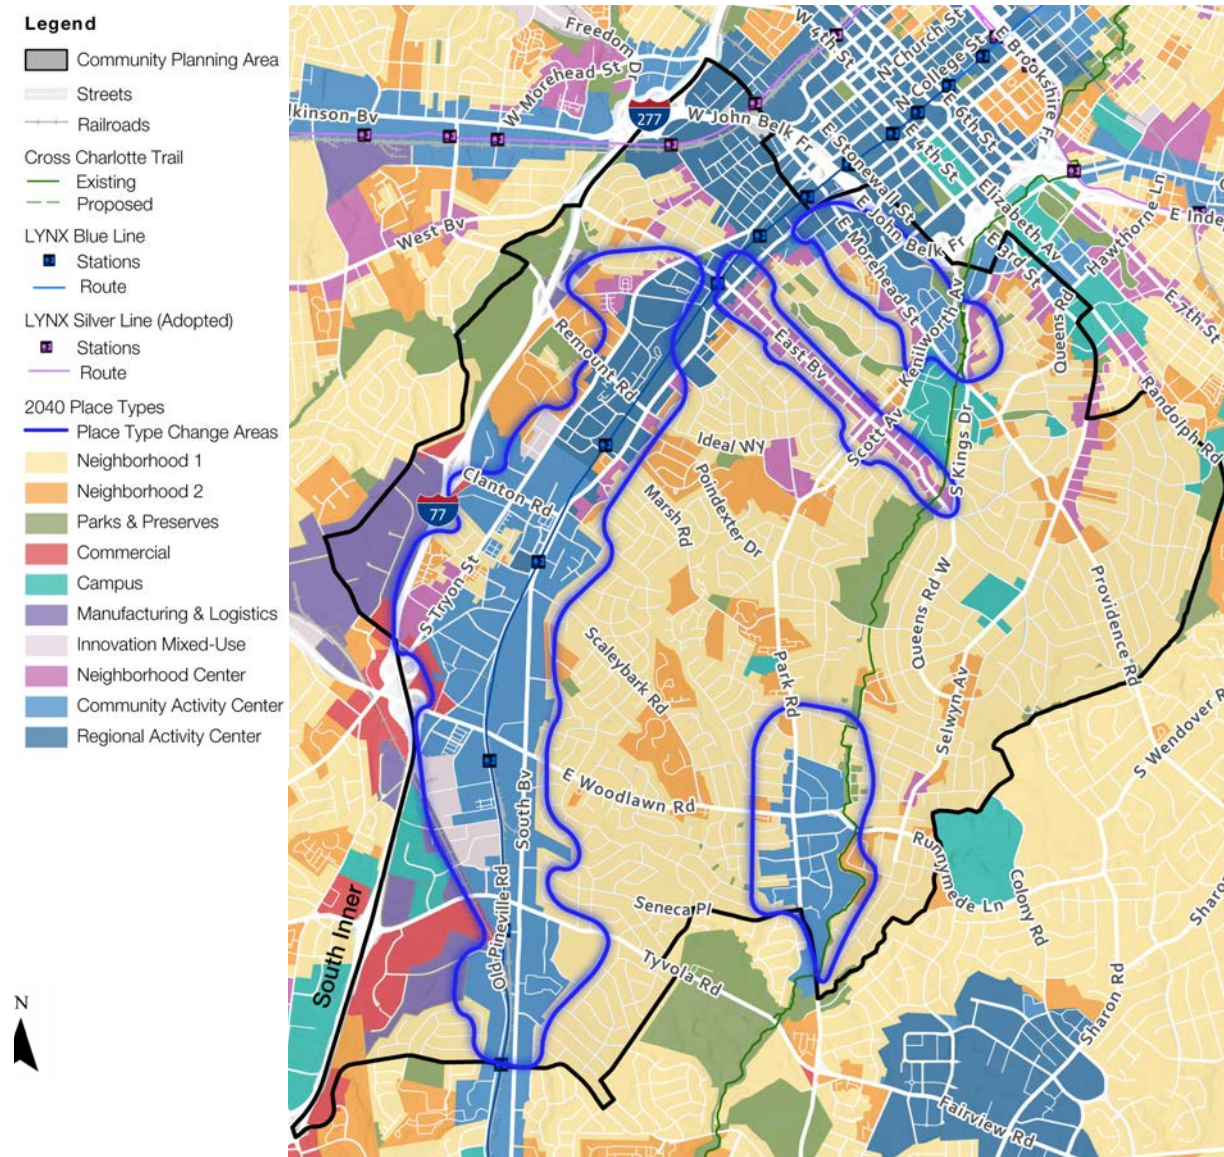 Legend
Community Planning Area
Streets
Railroads
Cross Charlotte Trail
Existing
Proposed
LYNX Blue Line
Stations
Route
LYNX Silver Line (Adopted)
Stations
Route
2040 Place Types
Place Type Change Areas
Neighborhood 1
Neighborhood 2
Parks & Preserves
Commercial
Campus
Manufacturing & Logistics
Innovation Mixed-Use
Neighborhood Center
Community Activity Center
Regional Activity Center
N
Freedom D
W 4th St
N Church St
E Brookshire Fr
N College St
W Morehead St
lkinson Bv
277
W John Belk Fr
E 6th St
E 4th St
E Stonewall St
Elizabeth Av
Hawthorne Ln
E Inde
West Bv
E John Belk Fr
E Morehead St
E 3rd St
E 7th St
Queens Rd
Kenilworth Av
Remount Rd
East Bv
Randolph Rd
Ideal Wy
Scott Av
S Kings Dr
Clanton Rd
77
Poindexter Dr
Marsh Rd
S Tryon St
Queens Rd W
Providence Rd
Scaleybark Rd
Park Rd
Selwyn Av
S Wendover R
E Woodlawn Rd
South Bv
Runnymede Ln
Colony Rd
Sharon
Old Pineville Rd
Seneca Pl
South Inner
Tyvola Rd
Sharon Rd
Fairview Rd